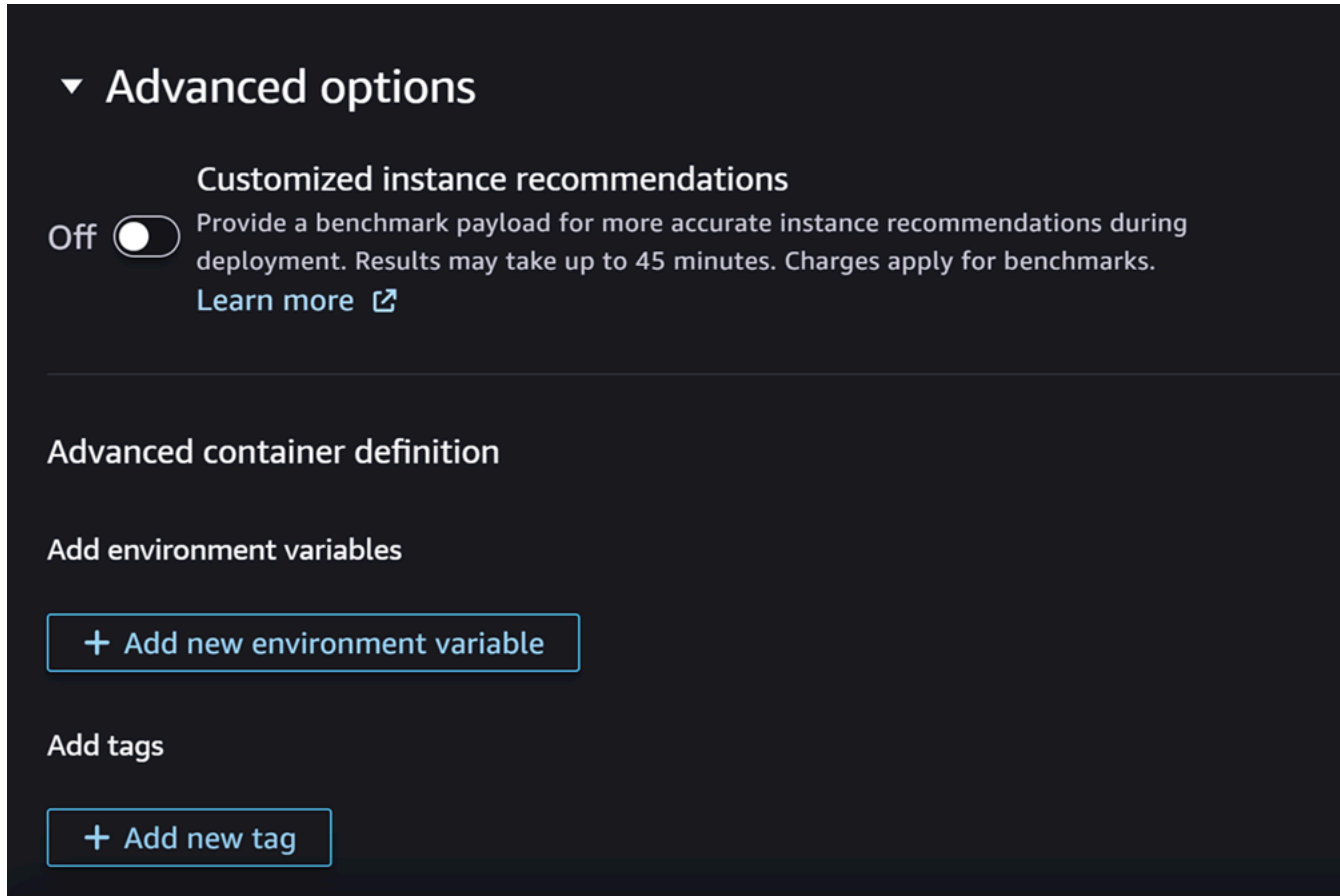 Advanced options
Customized instance recommendations
Off
Provide a benchmark payload for more accurate instance recommendations during
deployment. Results may take up to 45 minutes. Charges apply for benchmarks.
Learn more
Advanced container definition
Add environment variables
+ Add new environment variable
Add tags
+ Add new tag